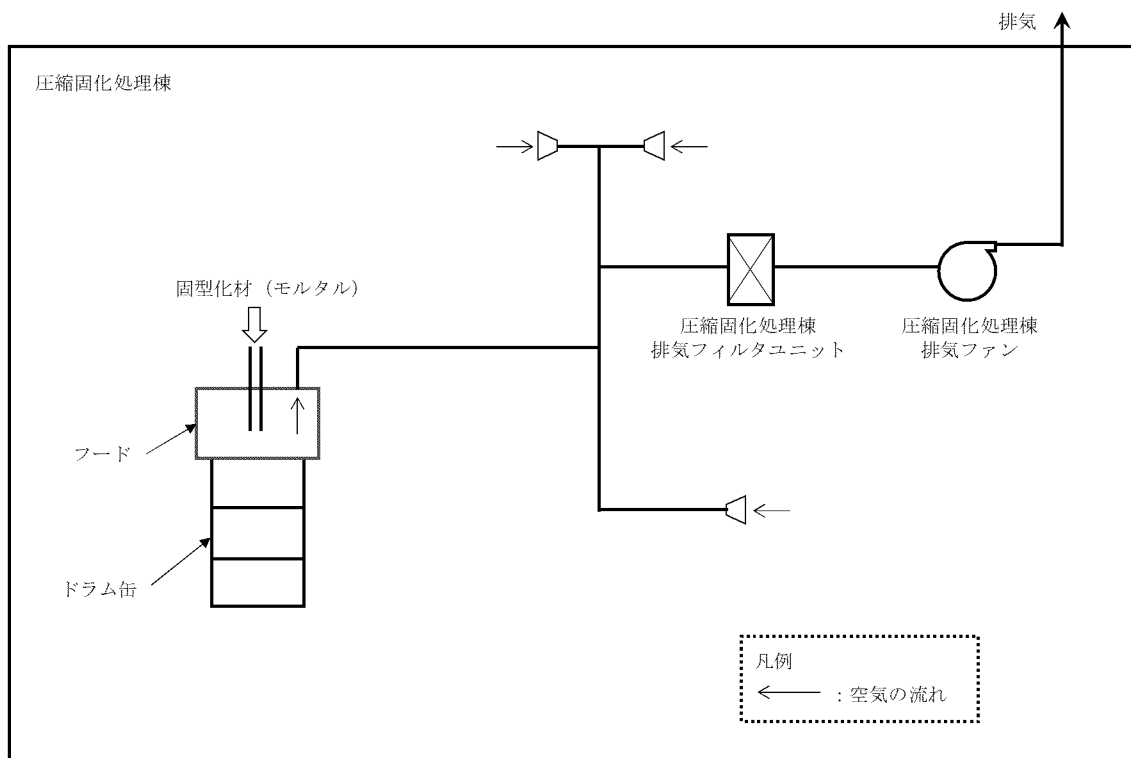 排気
圧縮固化処理棟
固型化材（モルタル）
圧縮固化処理棟
排気フィルタユニット
圧縮固化処理棟
排気ファン
フード
ドラム缶
凡例
：空気の流れ